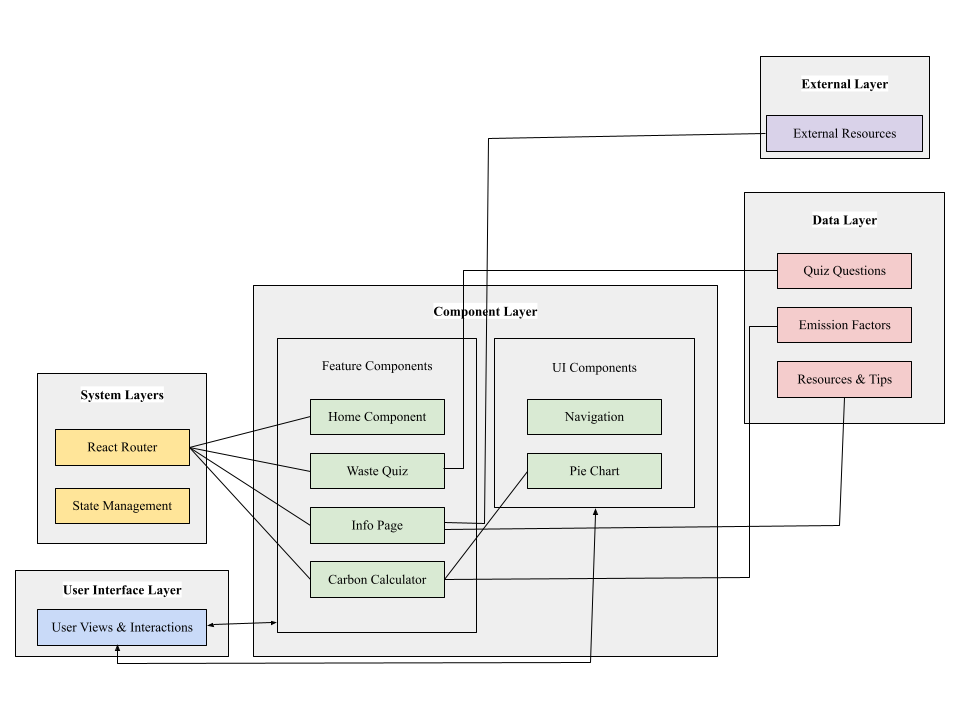 External Layer
External Resources
Data Layer
Quiz Questions
Emission Factors
Resources & Tips
Component Layer
Feature Components
Home Component
Waste Quiz
Info Page
Carbon Calculator
UI Components
Navigation
Pie Chart
System Layers
React Router
State Management
User Interface Layer
User Views & Interactions